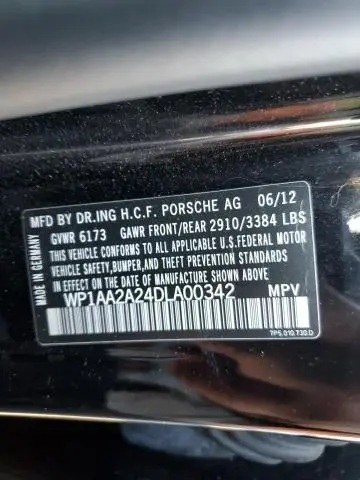 MFD BY DR.ING H.C.F. PORSCHE AG 06/12
GVWR 6173 GAWR FRONT/REAR 2910/3384 LBS
THIS VEHICLE CONFORMS TO ALL APPLICABLE U.S.FEDERAL MOTOR
VEHICLE SAFETY,BUMPER,AND THEFT PREVENTION STANDARDS
IN EFFECT ON THE DATE OF MANUFACTURE SHOWN ABOVE
WP1AA2A24DLA00342 MPV
7P5.010.730.D
MADE IN GERMANY